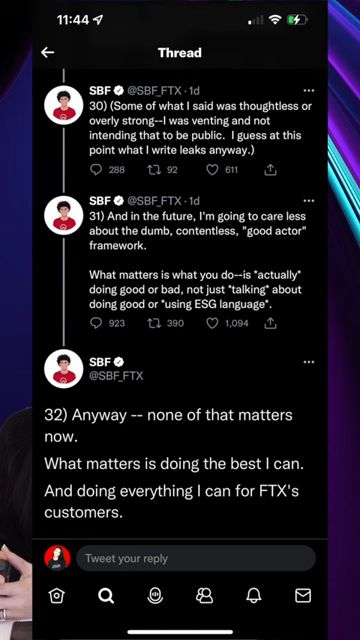 11:44
Thread
SBF @SBF_FTX · 1d
30) (Some of what I said was thoughtless or
overly strong--I was venting and not
intending that to be public.  I guess at this
point what I write leaks anyway.)
288 92 611
SBF @SBF_FTX · 1d
31) And in the future, I'm going to care less
about the dumb, contentless, "good actor"
framework.
What matters is what you do--is *actually*
doing good or bad, not just *talking* about
doing good or *using ESG language*.
923 390 1,094
SBF
@SBF_FTX
32) Anyway -- none of that matters
now.
What matters is doing the best I can.
And doing everything I can for FTX's
customers.
Tweet your reply